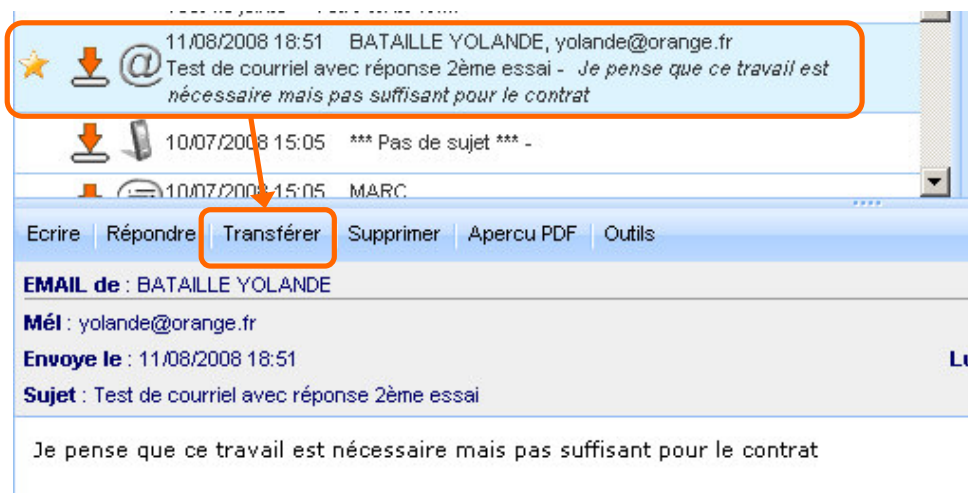 11/08/2008 18:51 BATAILLE YOLANDE, yolande@orange.fr
Test de courriel avec réponse 2ème essai - Je pense que ce travail est
nécessaire mais pas suffisant pour le contrat
10/07/2008 15:05 *** Pas de sujet *** -
10/07/2008 15:05 MARC
Ecrire Répondre Transférer Supprimer Apercu PDF Outils
EMAIL de : BATAILLE YOLANDE
Mél : yolande@orange.fr
Envoye le : 11/08/2008 18:51
Sujet : Test de courriel avec réponse 2ème essai
Je pense que ce travail est nécessaire mais pas suffisant pour le contrat